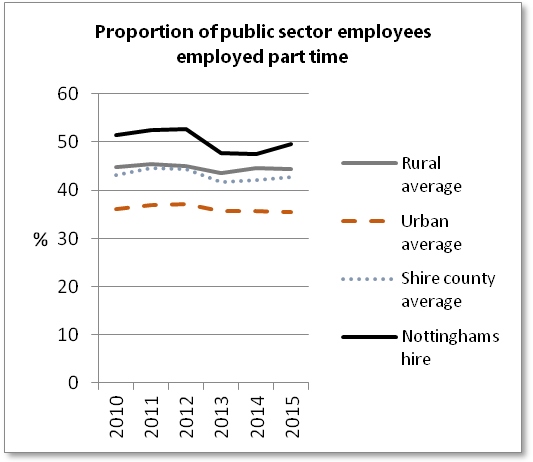 Proportion of public sector employees
employed part time
60
50
40
30
20
10
0
%
2010
2011
2012
2013
2014
2015
Rural
average
Urban
average
Shire county
average
Nottinghams
hire